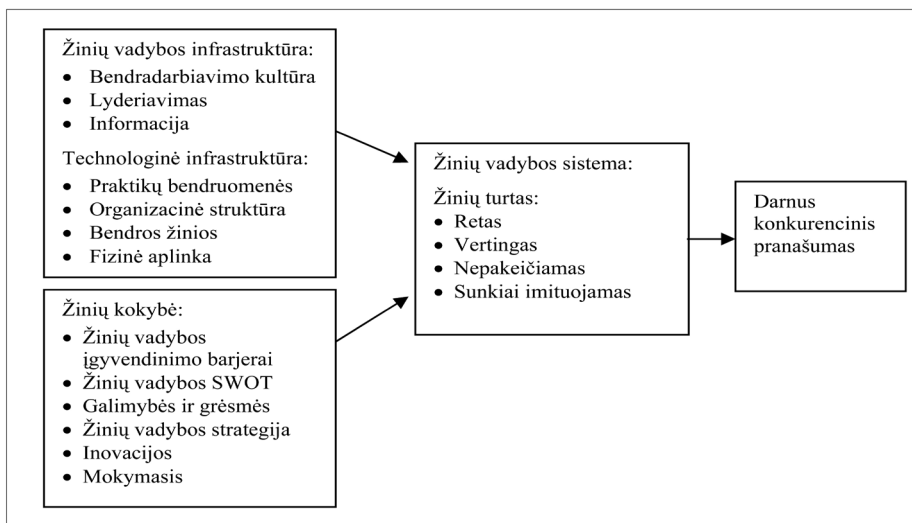 Žinių vadybos infrastruktūra:
• Bendradarbiavimo kultūra
• Lyderiavimas
• Informacija
Technologinė infrastruktūra:
• Praktikų bendruomenės
• Organizacinė struktūra
• Bendros žinios
• Fizinė aplinka
Žinių kokybė:
• Žinių vadybos
įgyvendinimo barjerai
• Žinių vadybos SWOT
• Galimybės ir grėsmės
• Žinių vadybos strategija
• Inovacijos
• Mokymasis
Žinių vadybos sistema:
Žinių turtas:
• Retas
• Vertingas
• Nepakeičiamas
• Sunkiai imituojamas
Darnus
konkurencinis
pranašumas